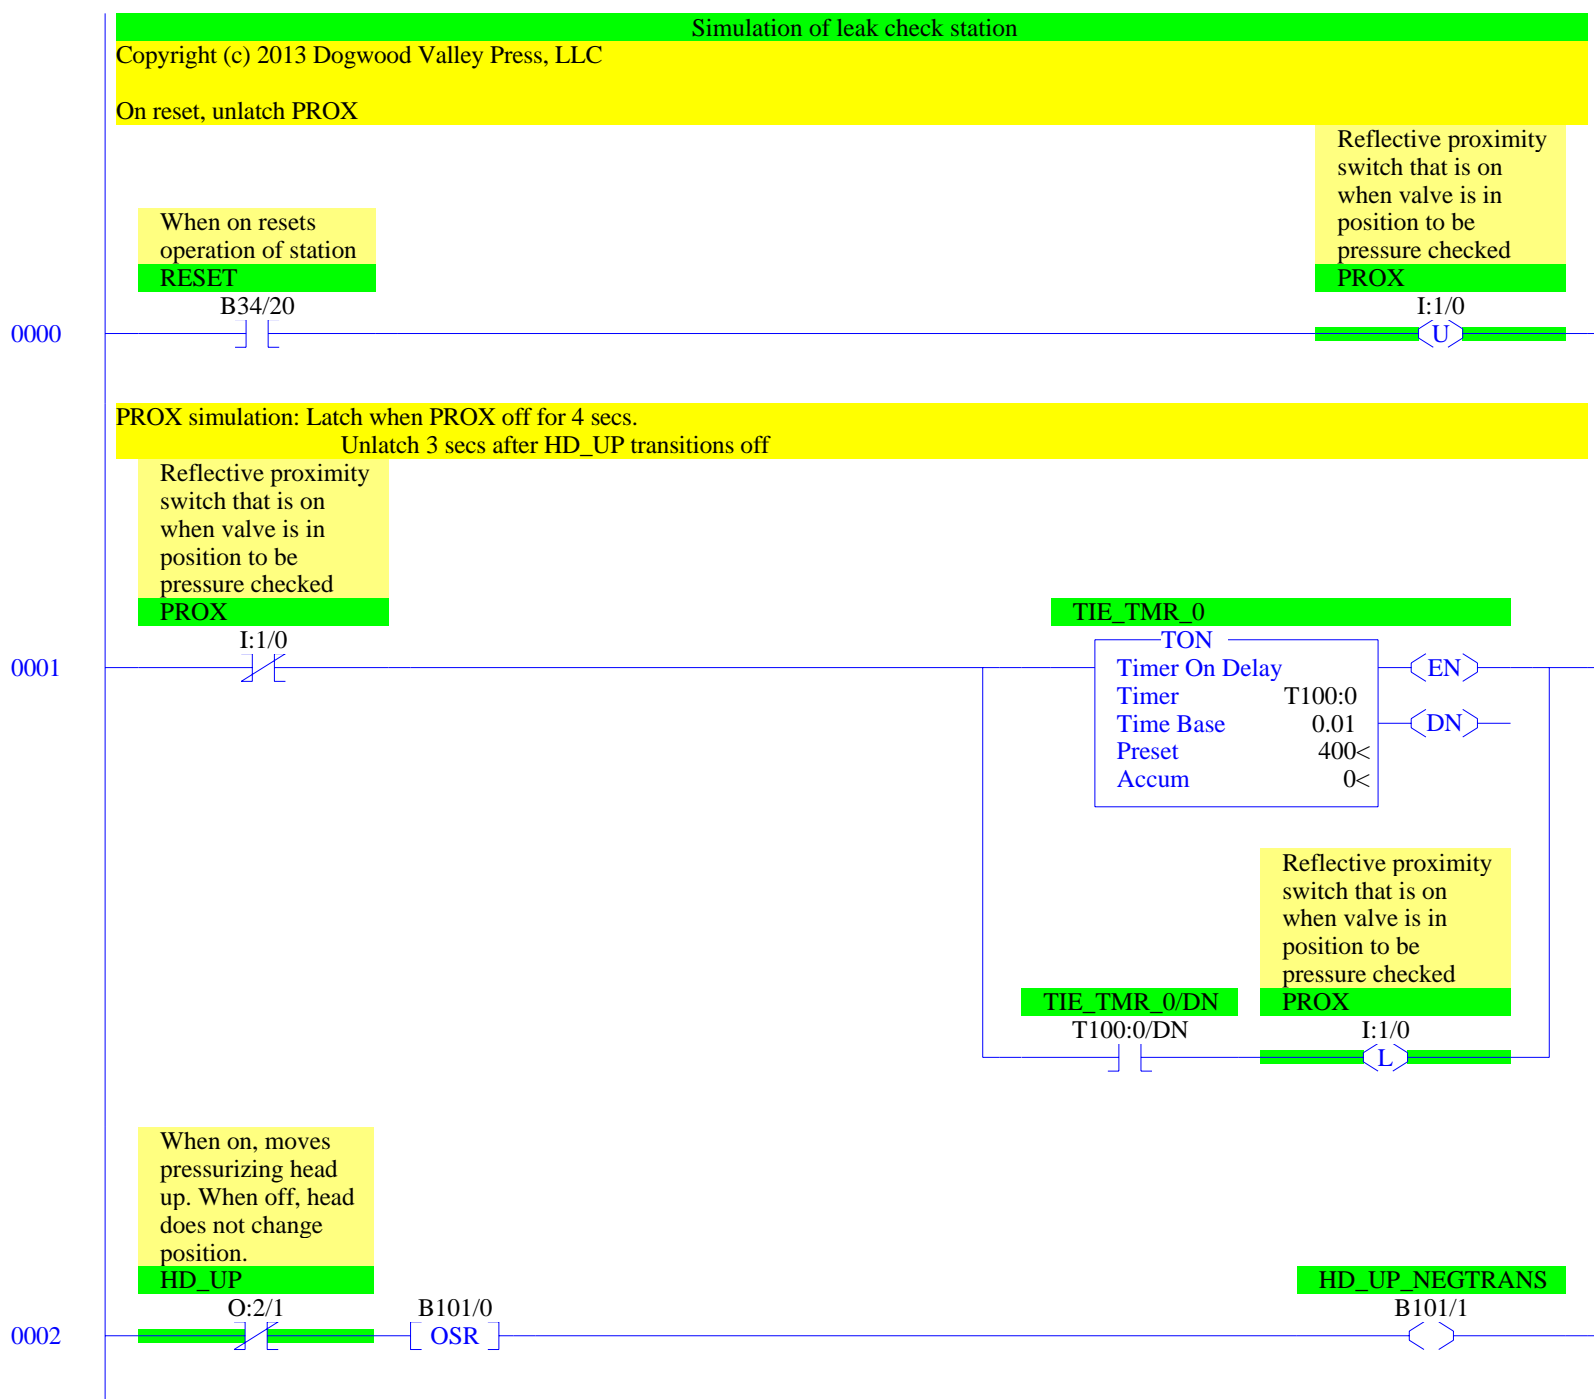 Simulation of leak check station
Copyright (c) 2013 Dogwood Valley Press, LLC
On reset, unlatch PROX
Reflective proximity
switch that is on
when valve is in
position to be
pressure checked
PROX
I:1/0
When on resets
operation of station
RESET
B34/20
0000
U
PROX simulation: Latch when PROX off for 4 secs.
Unlatch 3 secs after HD_UP transitions off
Reflective proximity
switch that is on
when valve is in
position to be
pressure checked
PROX
I:1/0
0001
TIE_TMR_0
TON
Timer On Delay
Timer T100:0
Time Base 0.01
Preset 400<
Accum 0<
EN
DN
TIE_TMR_0/DN
T100:0/DN
Reflective proximity
switch that is on
when valve is in
position to be
pressure checked
PROX
I:1/0
L
When on, moves
pressurizing head
up. When off, head
does not change
position.
HD_UP
O:2/1
0002
B101/0
OSR
HD_UP_NEGTRANS
B101/1